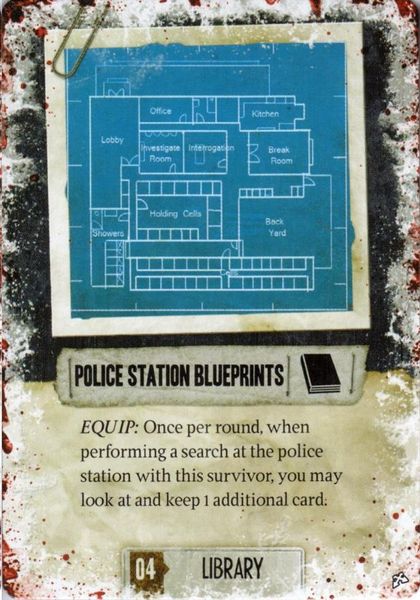 Office
Kitchen
Lobby
Investigate Interrogation Break
Room Room
Holding Cells
Back
Yard
Showers
POLICE STATION BLUEPRINTS
EQUIP: Once per round, when
performing a search at the police
station with this survivor, you may
look at and keep 1 additional card.
04 LIBRARY